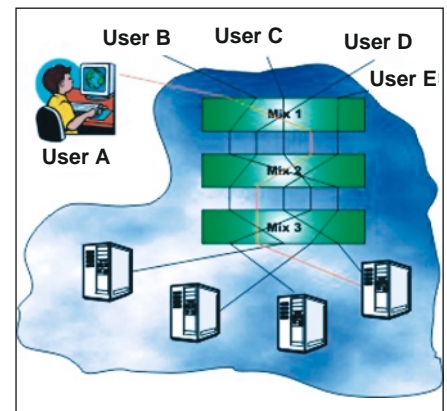 User B
User C
User D
User E
User A
Mix 1
Mix 2
Mix 3